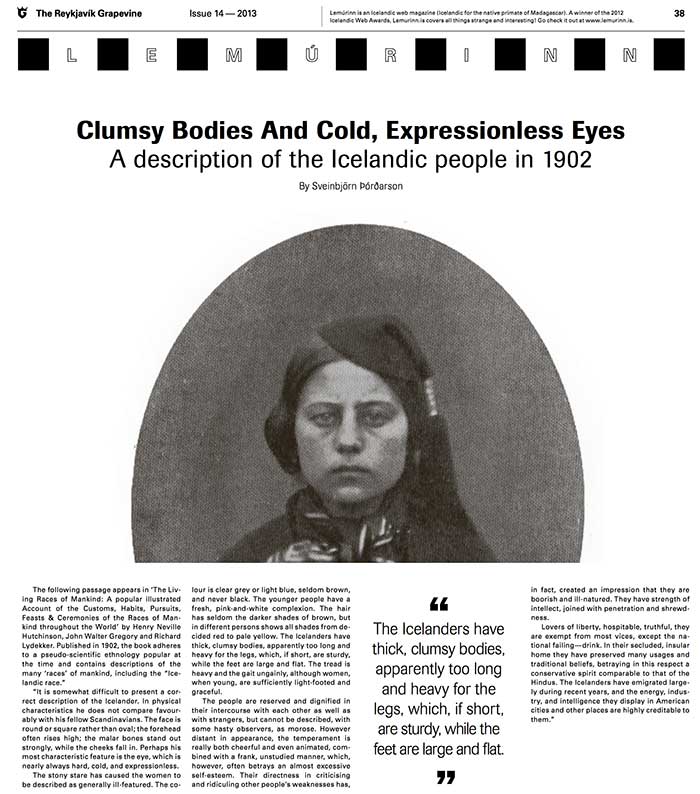 The Reykjavík Grapevine
Issue 14 — 2013
Lemúrinn is an Icelandic web magazine (Icelandic for the native primate of Madagascar). A winner of the 2012
Icelandic Web Awards, Lemurinn.is covers all things strange and interesting! Go check it out at www.lemurinn.is.
38
L E M Ú R I N N
Clumsy Bodies And Cold, Expressionless Eyes
A description of the Icelandic people in 1902
By Sveinbjörn Þórðarson
The following passage appears in ‘The Liv-
ing Races of Mankind: A popular illustrated
Account of the Customs, Habits, Pursuits,
Feasts & Ceremonies of the Races of Man-
kind throughout the World’ by Henry Neville
Hutchinson, John Walter Gregory and Richard
Lydekker. Published in 1902, the book adheres
to a pseudo-scientific ethnology popular at
the time and contains descriptions of the
many ‘races’ of mankind, including the “Ice-
landic race.”
“It is somewhat difficult to present a cor-
rect description of the Icelander. In physical
characteristics he does not compare favour-
ably with his fellow Scandinavians. The face is
round or square rather than oval; the forehead
often rises high; the malar bones stand out
strongly, while the cheeks fall in. Perhaps his
most characteristic feature is the eye, which is
nearly always hard, cold, and expressionless.
The stony stare has caused the women to
be described as generally ill-featured. The co-
lour is clear grey or light blue, seldom brown,
and never black. The younger people have a
fresh, pink-and-white complexion. The hair
has seldom the darker shades of brown, but
in different persons shows all shades from de-
cided red to pale yellow. The Icelanders have
thick, clumsy bodies, apparently too long and
heavy for the legs, which, if short, are sturdy,
while the feet are large and flat. The tread is
heavy and the gait ungainly, although women,
when young, are sufficiently light-footed and
graceful.
The people are reserved and dignified in
their intercourse with each other as well as
with strangers, but cannot be described, with
some hasty observers, as morose. However
distant in appearance, the temperament is
really both cheerful and even animated, com-
bined with a frank, unstudied manner, which,
however, often betrays an almost excessive
self-esteem. Their directness in criticising
and ridiculing other people’s weaknesses has,
“
The Icelanders have
thick, clumsy bodies,
apparently too long
and heavy for the
legs, which, if short,
are sturdy, while the
feet are large and flat.
”
in fact, created an impression that they are
boorish and ill-natured. They have strength of
intellect, joined with penetration and shrewd-
ness.
Lovers of liberty, hospitable, truthful, they
are exempt from most vices, except the na-
tional failing—drink. In their secluded, insular
home they have preserved many usages and
traditional beliefs, betraying in this respect a
conservative spirit comparable to that of the
Hindus. The Icelanders have emigrated large-
ly during recent years, and the energy, indus-
try, and intelligence they display in American
cities and other places are highly creditable to
them.”